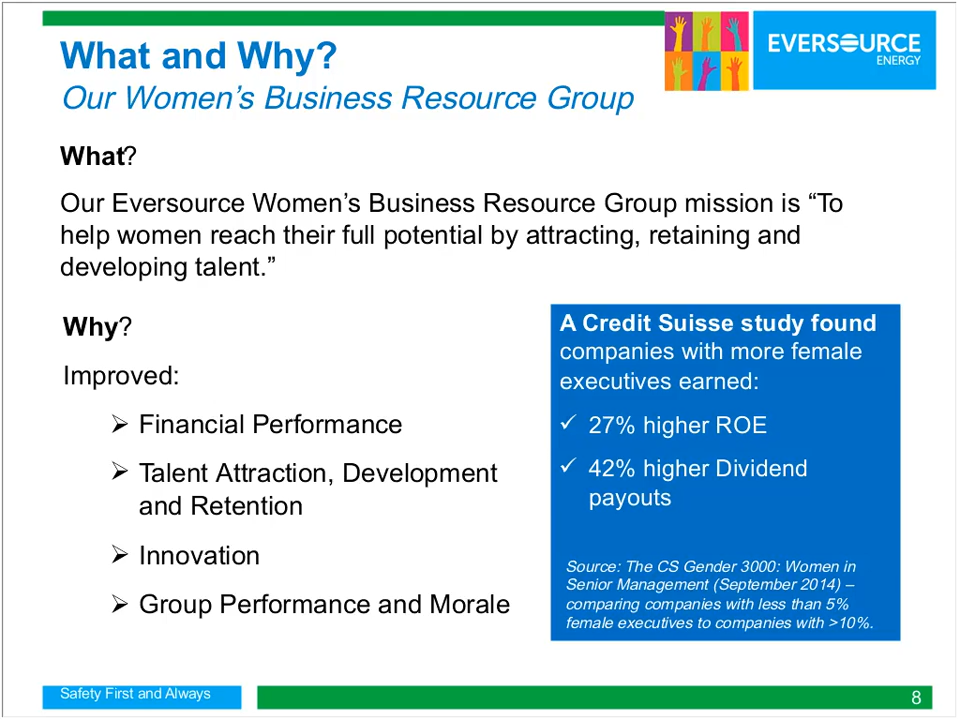 What and Why?
Our Women's Business Resource Group
EVERSOURCE
ENERGY
What?
Our Eversource Women's Business Resource Group mission is “To
help women reach their full potential by attracting, retaining and
developing talent.”
Why?
Improved:
➢ Financial Performance
➢ Talent Attraction, Development
and Retention
➢ Innovation
➢ Group Performance and Morale
A Credit Suisse study found
companies with more female
executives earned:
✓ 27% higher ROE
✓ 42% higher Dividend
payouts
Source: The CS Gender 3000: Women in
Senior Management (September 2014) –
comparing companies with less than 5%
female executives to companies with >10%.
Safety First and Always
8